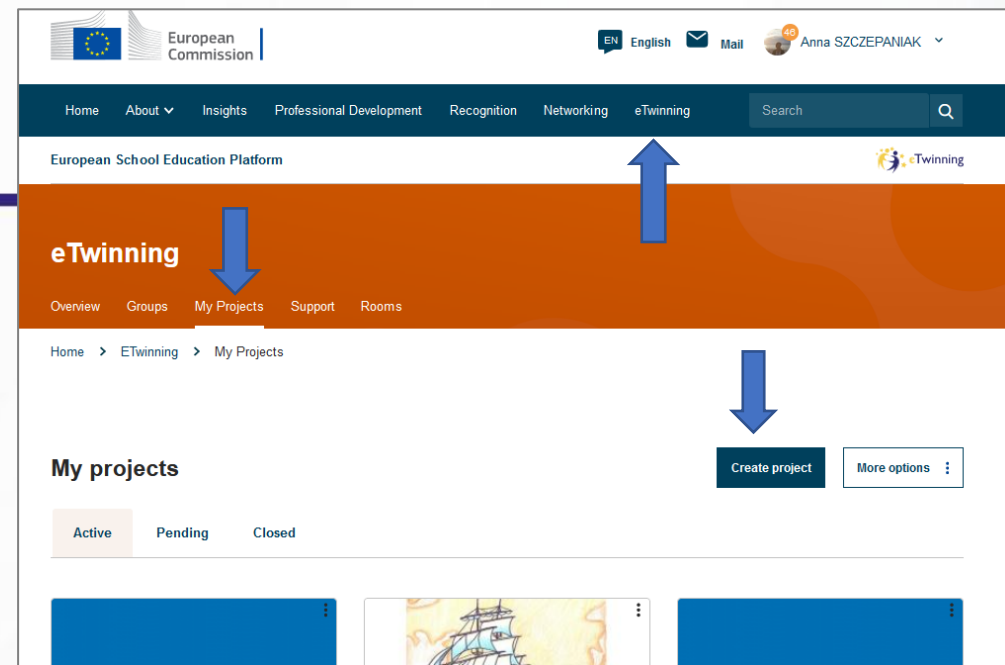 European
Commission
EN English Mail 46 Anna SZCZEPANIAK
Home About Insights Professional Development Recognition Networking eTwinning Search
European School Education Platform eTwinning
eTwinning
Overview Groups My Projects Support Rooms
Home > ETwinning > My Projects
My projects Create project More options
Active Pending Closed